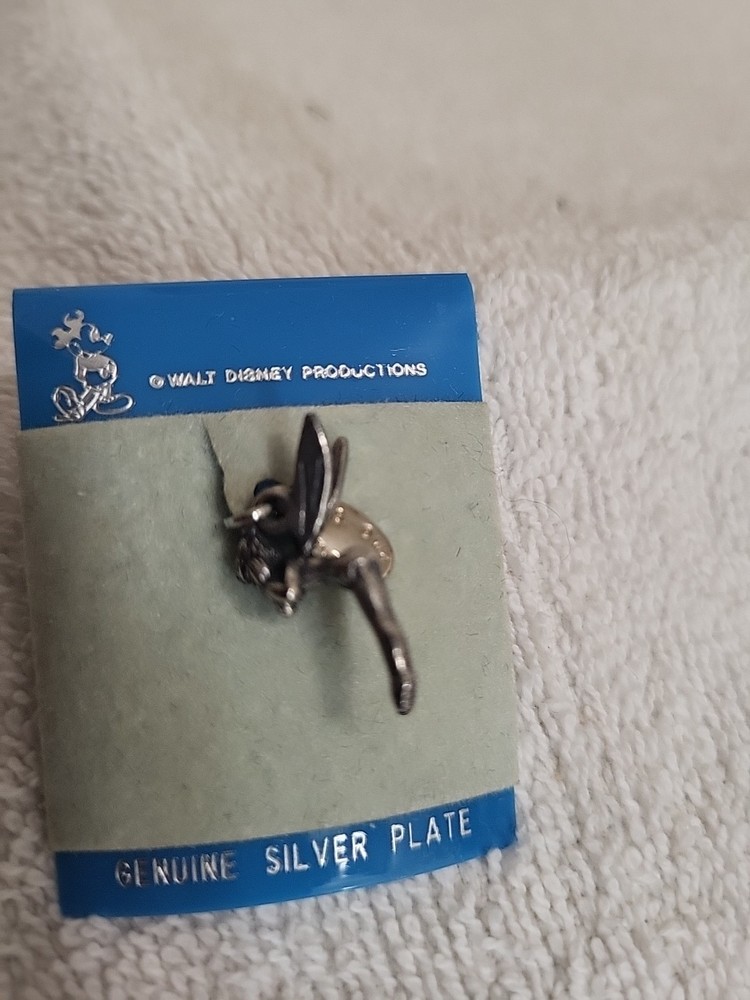 © WALT DISNEY PRODUCTIONS
GENUINE SILVER PLATE